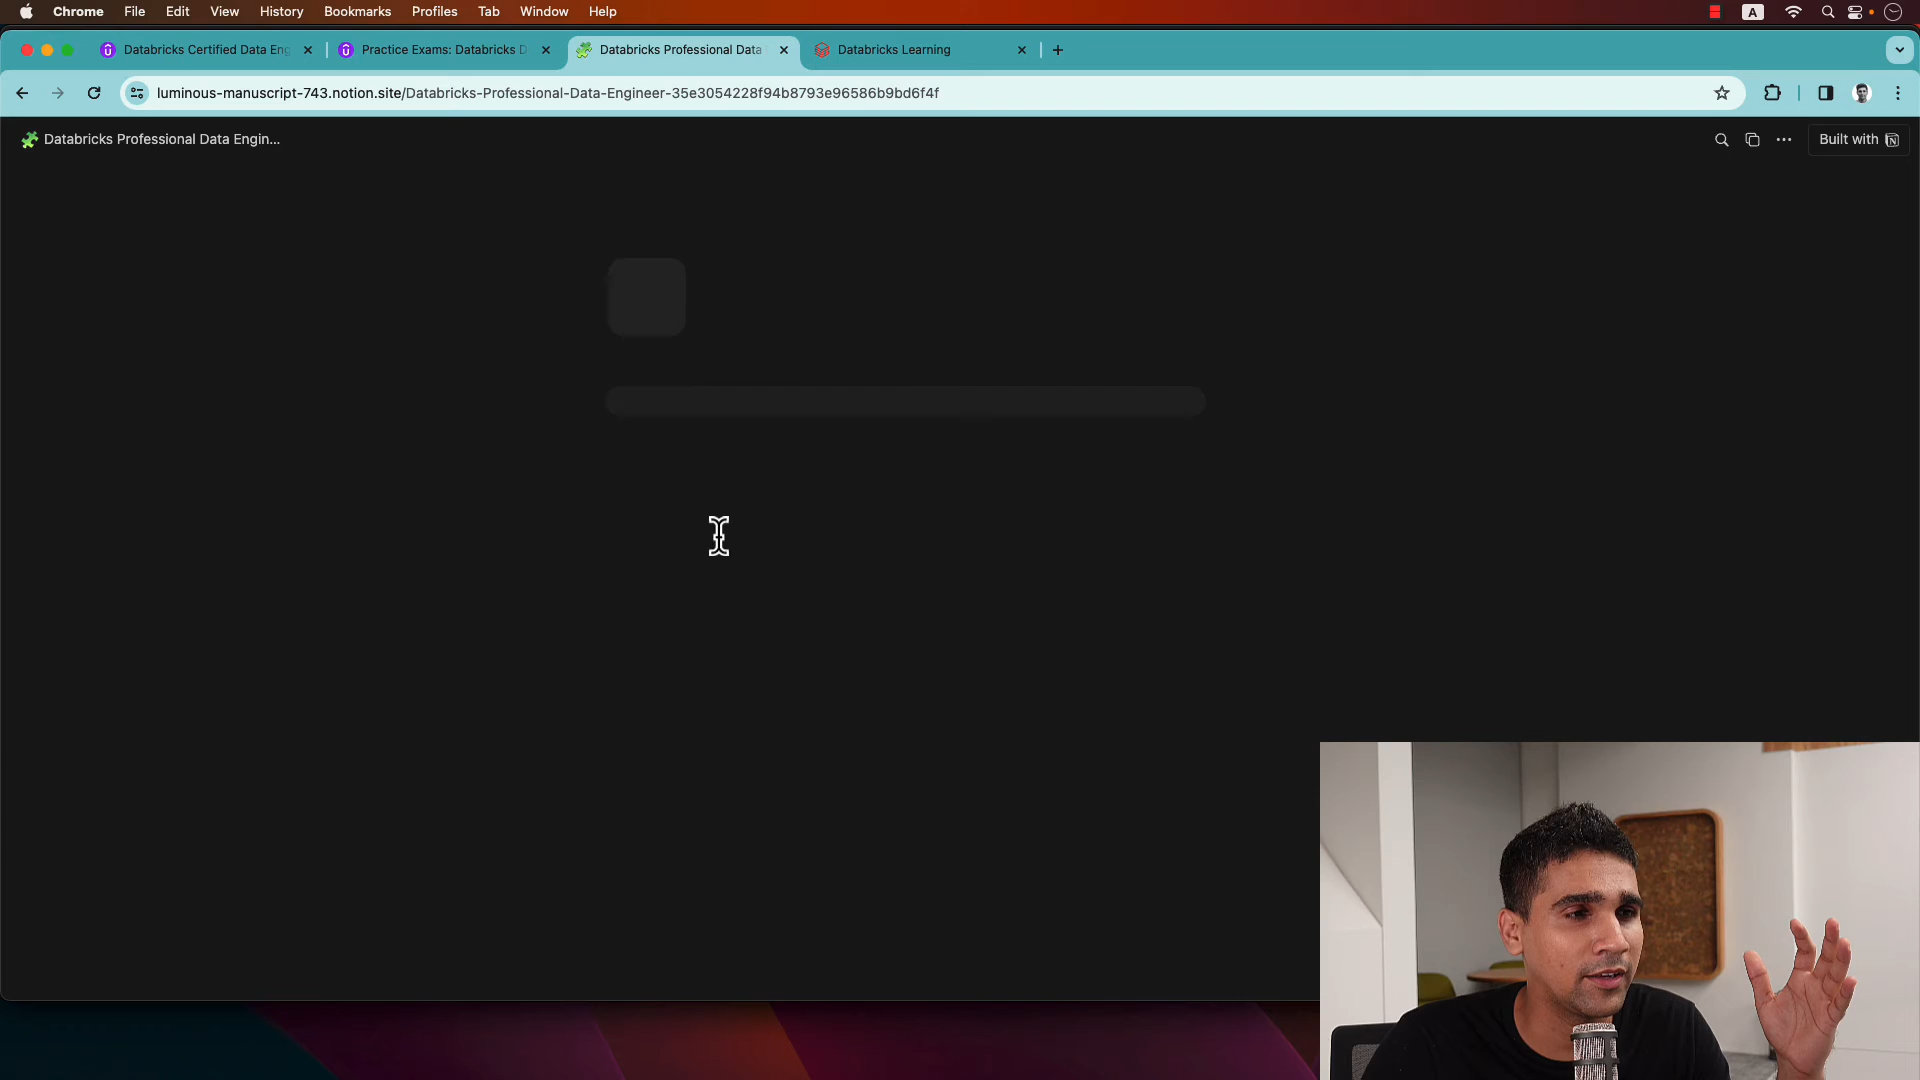 Chrome File Edit View History Bookmarks Profiles Tab Window Help A
Databricks Certified Data Eng Practice Exams: Databricks D Databricks Professional Data Databricks Learning
luminous-manuscript-743.notion.site/Databricks-Professional-Data-Engineer-35e3054228f94b8793e96586b9bd6f4f
Databricks Professional Data Engin... Built with